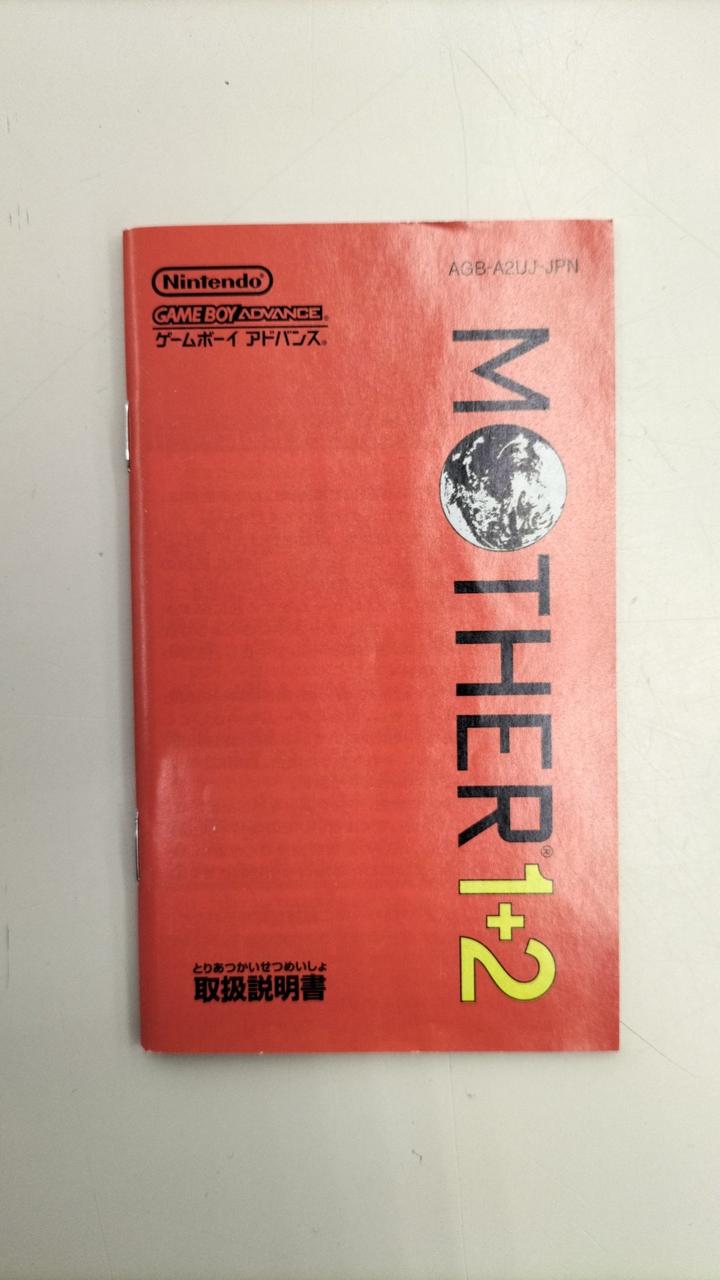 Nintendo®
GAME BOY ADVANCE®
ゲームボーイ アドバンス®
AGB-A2UJ-JPN
MOTHER®1+2
とりあつかいせつめいしょ
取扱説明書